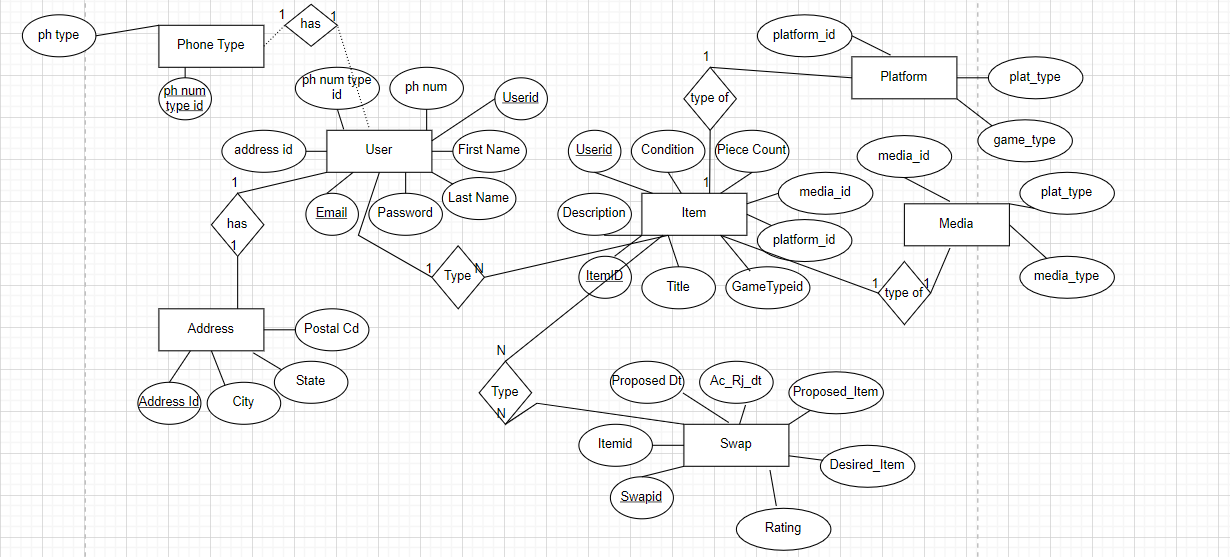 1
has
1
ph type
Phone Type
platform_id
1
Platform
plat_type
ph num
type id
ph num type
id
ph num
Userid
type of
game_type
address id
User
First Name
Userid
Condition
Piece Count
media_id
1
1
Last Name
Email
Password
Description
Item
media_id
plat_type
has
1
platform_id
Media
1
Type
N
ItemID
Title
GameTypeid
1
type of
1
media_type
Address
Postal Cd
N
State
Type
N
Proposed Dt
Ac_Rj_dt
Proposed_Item
Address Id
City
Itemid
Swap
Desired_Item
Swapid
Rating